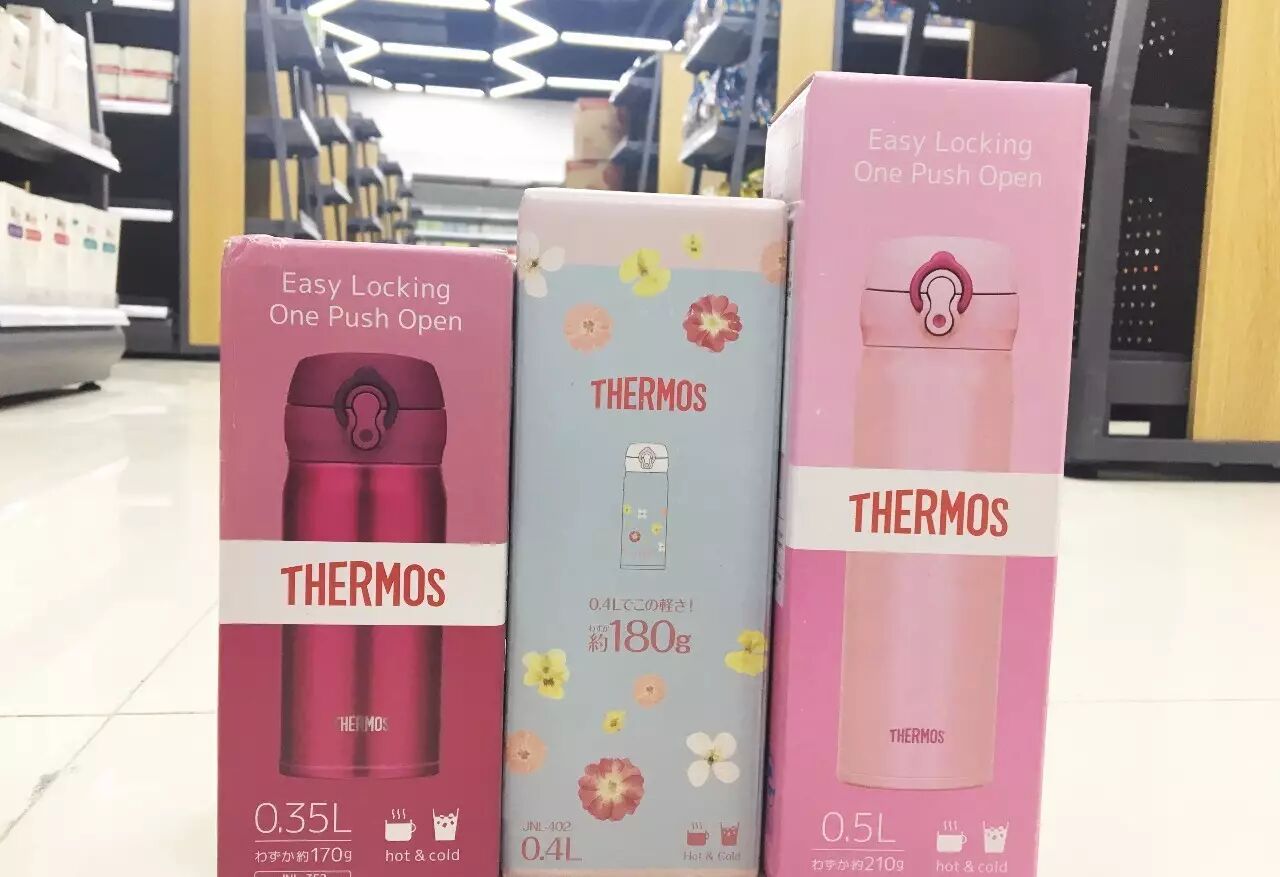 Easy Locking
One Push Open
THERMOS
THERMOS
0.35L
わずか約170g
hot & cold
THERMOS
0.4Lでこの軽さ!
わずか
約180g
JNL-402
0.4L
Hot & Cold
Easy Locking
One Push Open
THERMOS
THERMOS
0.5L
わずか約210g
hot & cold